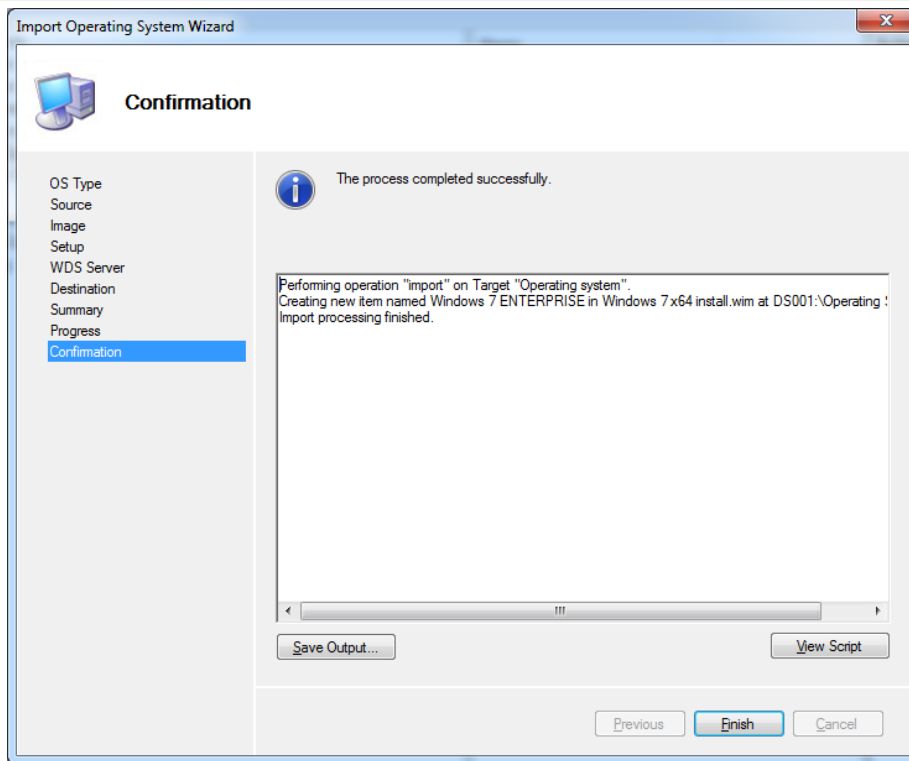 Import Operating System Wizard
Confirmation
OS Type
Source
Image
Setup
WDS Server
Destination
Summary
Progress
Confirmation
The process completed successfully.
Performing operation "import" on Target "Operating system".
Creating new item named Windows 7 ENTERPRISE in Windows 7 x64 install.wim at DS001:\Operating
Import processing finished.
Save Output...
View Script
Previous
Finish
Cancel